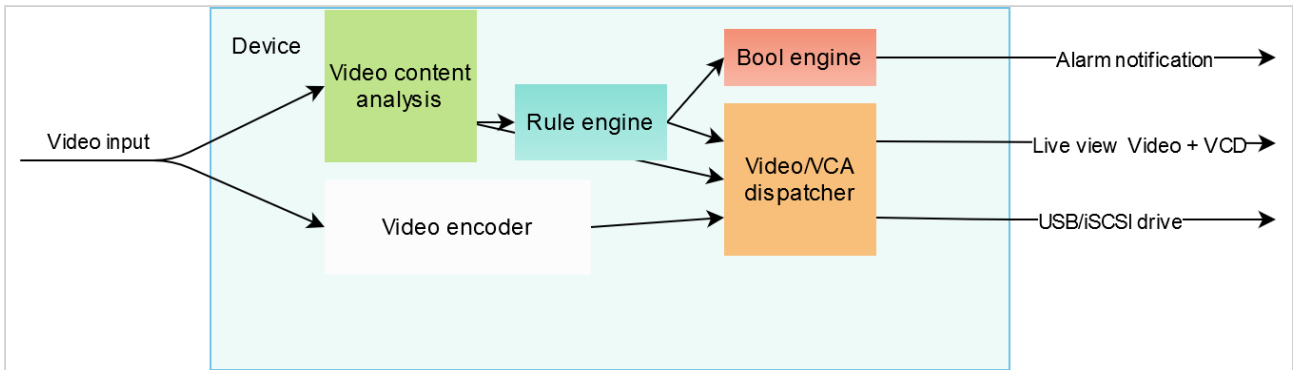 Device
Video content
analysis
Bool engine
Alarm notification
Rule engine
Video input
Live view Video + VCD
Video/VCA
dispatcher
Video encoder
USB/iSCSI drive